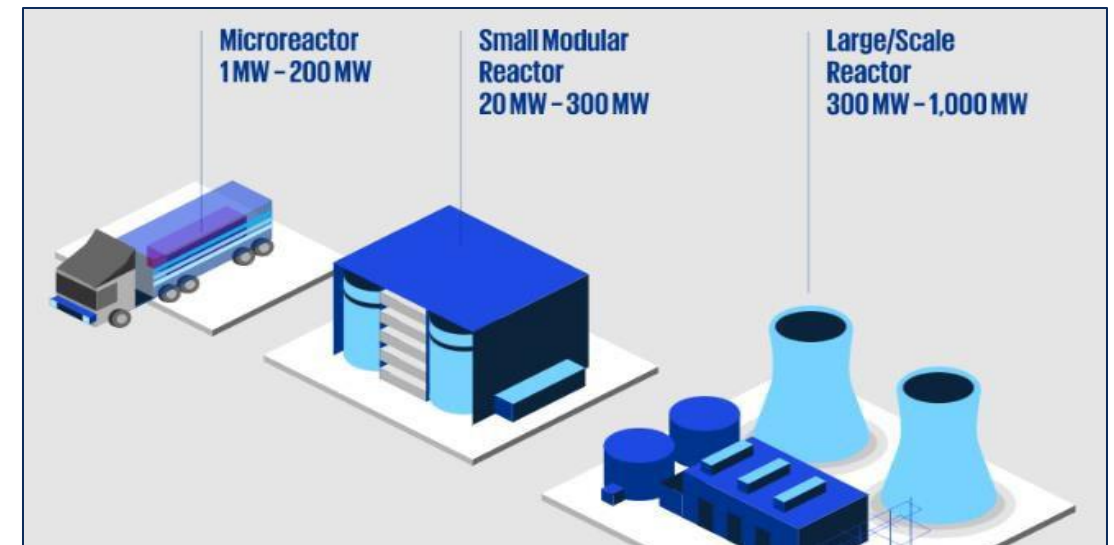 Microreactor
1 MW – 200 MW
Small Modular
Reactor
20 MW – 300 MW
Large/Scale
Reactor
300 MW – 1,000 MW